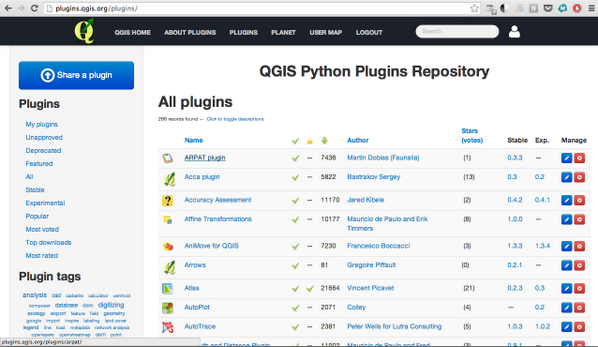 plugins.qgis.org/plugins/
QGIS HOME ABOUT PLUGINS PLUGINS PLANET USER MAP LOGOUT Search
Share a plugin
Plugins
My plugins
Unapproved
Deprecated
Featured
All
Stable
Experimental
Popular
Most voted
Top downloads
Most rated
Plugin tags
analysis cad cadastre calculator centroid
composer database dem digitizing
ecology export feature field geometry
google import inspire labeling land cover
legend line load metadata network analysis
openlayers openstreetmap osm point
plugins.qgis.org/plugins/arpat/
QGIS Python Plugins Repository
All plugins
266 records found — Click to toggle descriptions.
Name Author Stars (votes) Stable Exp. Manage
ARPAT plugin — 7436 Martin Dobias (Faunalia) (1) 0.3.3 —
Acca plugin — 5822 Bastrakov Sergey (13) 0.3 0.2
Accuracy Assessment — 11170 Jared Kibele (2) 0.4.2 0.4.1
Affine Transformations — 10177 Mauricio de Paulo and Erik Timmers (8) 1.0.0 —
AniMove for QGIS — 7230 Francesco Boccacci (3) 1.3.3 1.3.4
Arrows — 81 Gregoire Piffault (0) 0.2.1 —
Atlas 21664 Vincent Picavet (21) 0.2.3 0.3
AutoPlot — 2071 Colley (4) — 0.2
AutoTrace — 2381 Peter Wells for Lutra Consulting (5) 1.0.3 1.0.2